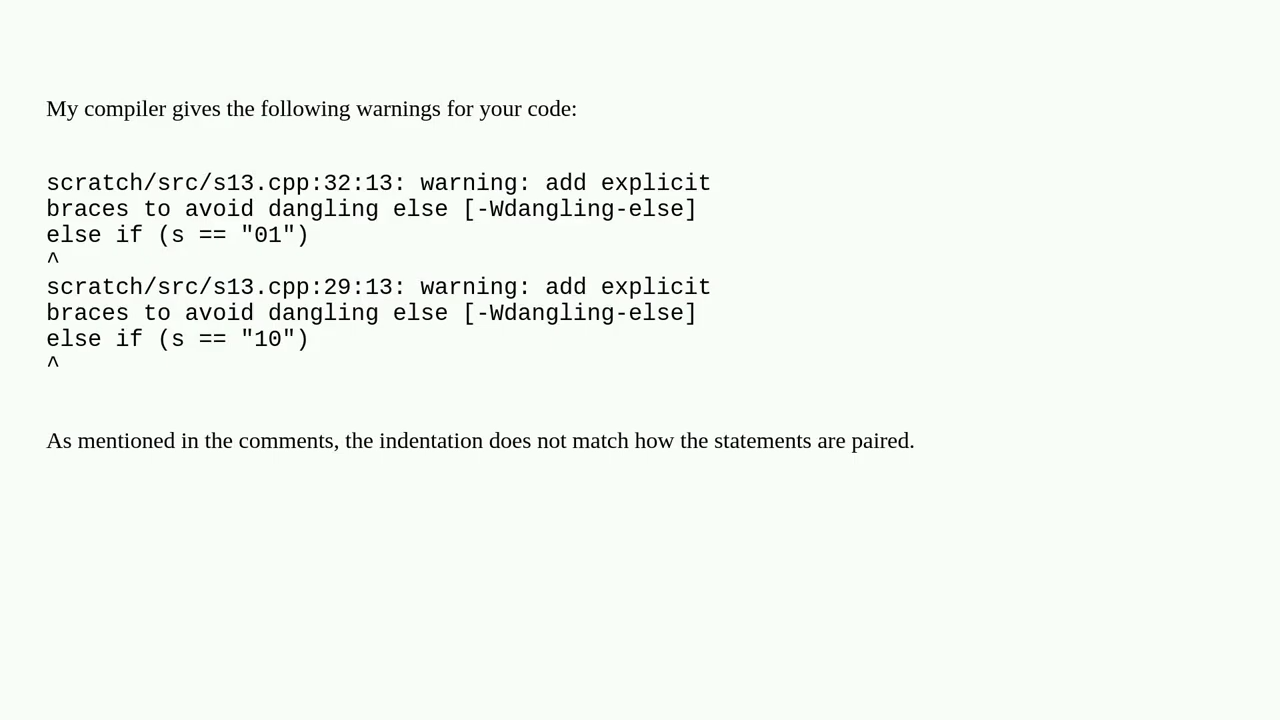 My compiler gives the following warnings for your code:
scratch/src/s13.cpp:32:13: warning: add explicit
braces to avoid dangling else [-Wdangling-else]
else if (s == "01")
^
scratch/src/s13.cpp:29:13: warning: add explicit
braces to avoid dangling else [-Wdangling-else]
else if (s == "10")
^
As mentioned in the comments, the indentation does not match how the statements are paired.